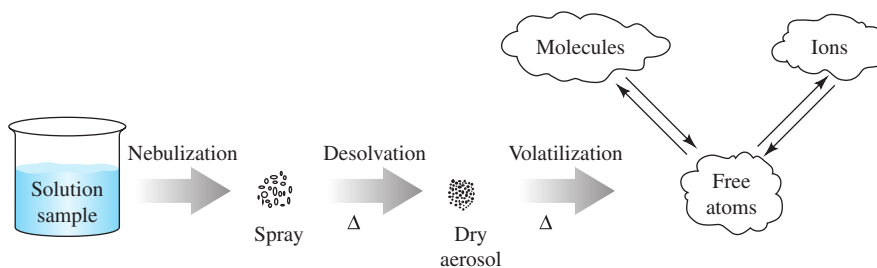 Molecules
Ions
Nebulization
Desolvation
Volatilization
Solution
sample
Free
atoms
Δ
Δ
Spray
Dry
aerosol